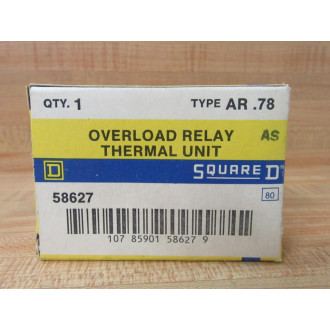 QTY. 1 TYPE AR .78
OVERLOAD RELAY AS
THERMAL UNIT
D SQUARE D
58627 80
107 85901 58627 9